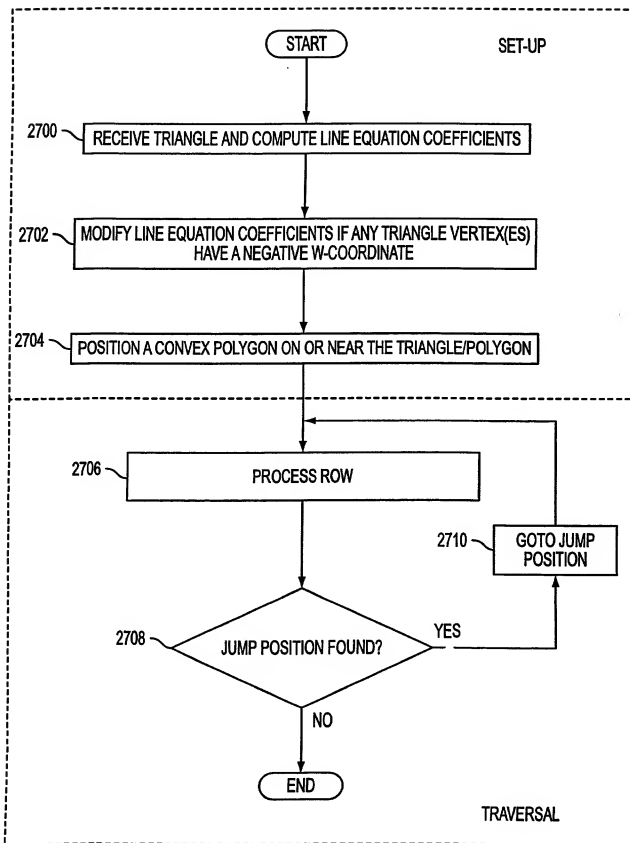 START
SET-UP
2700
RECEIVE TRIANGLE AND COMPUTE LINE EQUATION COEFFICIENTS
2702
MODIFY LINE EQUATION COEFFICIENTS IF ANY TRIANGLE VERTEX(ES)
HAVE A NEGATIVE W-COORDINATE
2704
POSITION A CONVEX POLYGON ON OR NEAR THE TRIANGLE/POLYGON
2706
PROCESS ROW
2710
GOTO JUMP
POSITION
2708
JUMP POSITION FOUND?
YES
NO
END
TRAVERSAL